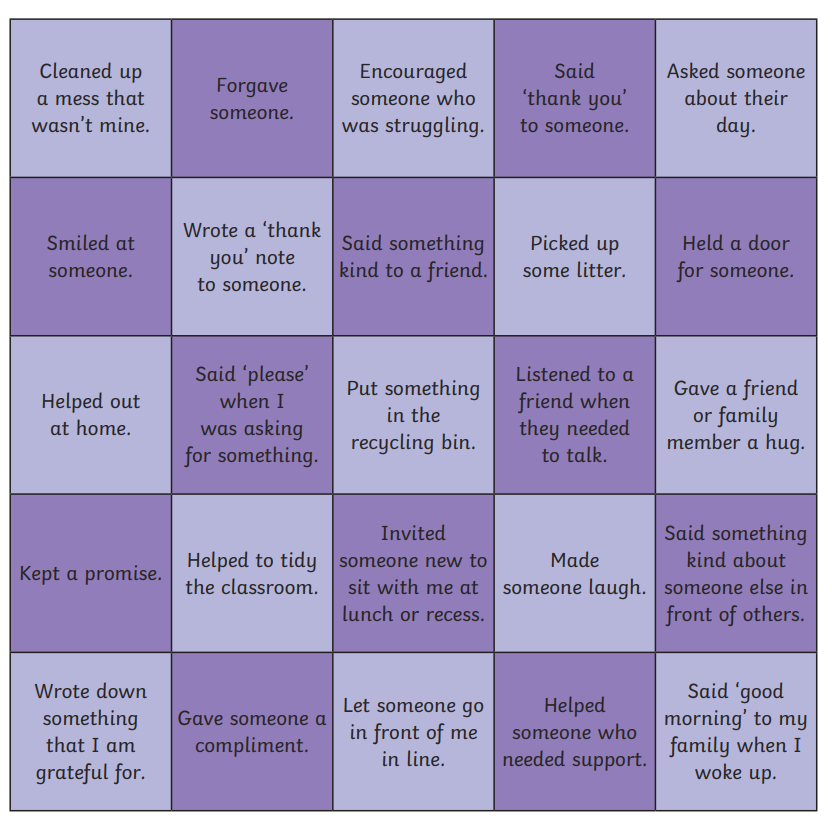 Cleaned up
a mess that
wasn't mine.
Forgave
someone.
Encouraged
someone who
was struggling.
Said
‘thank you’
to someone.
Asked someone
about their
day.
Smiled at
someone.
Wrote a ‘thank
you’ note
to someone.
Said something
kind to a friend.
Picked up
some litter.
Held a door
for someone.
Helped out
at home.
Said ‘please’
when I
was asking
for something.
Put something
in the
recycling bin.
Listened to a
friend when
they needed
to talk.
Gave a friend
or family
member a hug.
Kept a promise.
Helped to tidy
the classroom.
Invited
someone new to
sit with me at
lunch or recess.
Made
someone laugh.
Said something
kind about
someone else in
front of others.
Wrote down
something
that I am
grateful for.
Gave someone a
compliment.
Let someone go
in front of me
in line.
Helped
someone who
needed support.
Said ‘good
morning’ to my
family when I
woke up.